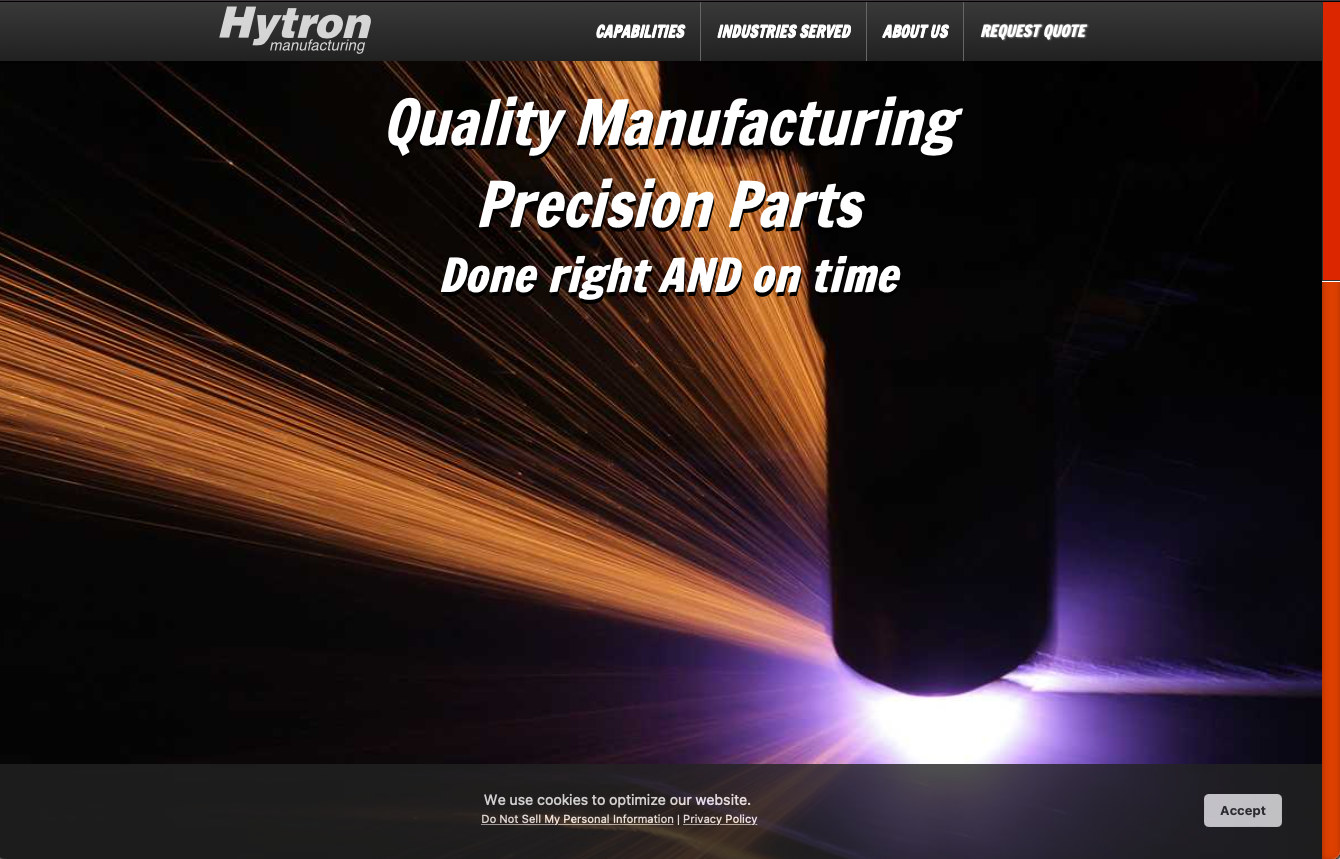 Hytron
manufacturing
CAPABILITIES
INDUSTRIES SERVED
ABOUT US
REQUEST QUOTE
Quality Manufacturing
Precision Parts
Done right AND on time
We use cookies to optimize our website.
Do Not Sell My Personal Information | Privacy Policy
Accept